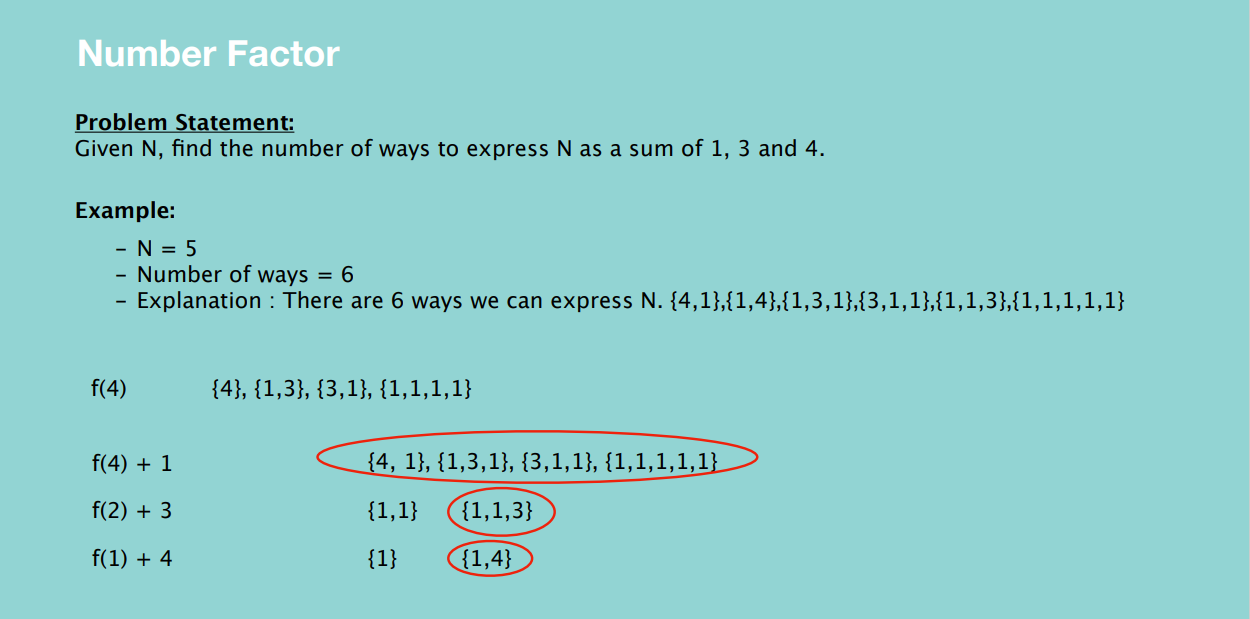 Number Factor
Problem Statement:
Given N, find the number of ways to express N as a sum of 1, 3 and 4.
Example:
– N = 5
– Number of ways = 6
– Explanation : There are 6 ways we can express N. {4,1},{1,4},{1,3,1},{3,1,1},{1,1,3},{1,1,1,1,1}
f(4) {4}, {1,3}, {3,1}, {1,1,1,1}
f(4) + 1 {4, 1}, {1,3,1}, {3,1,1}, {1,1,1,1,1}
f(2) + 3 {1,1} {1,1,3}
f(1) + 4 {1} {1,4}